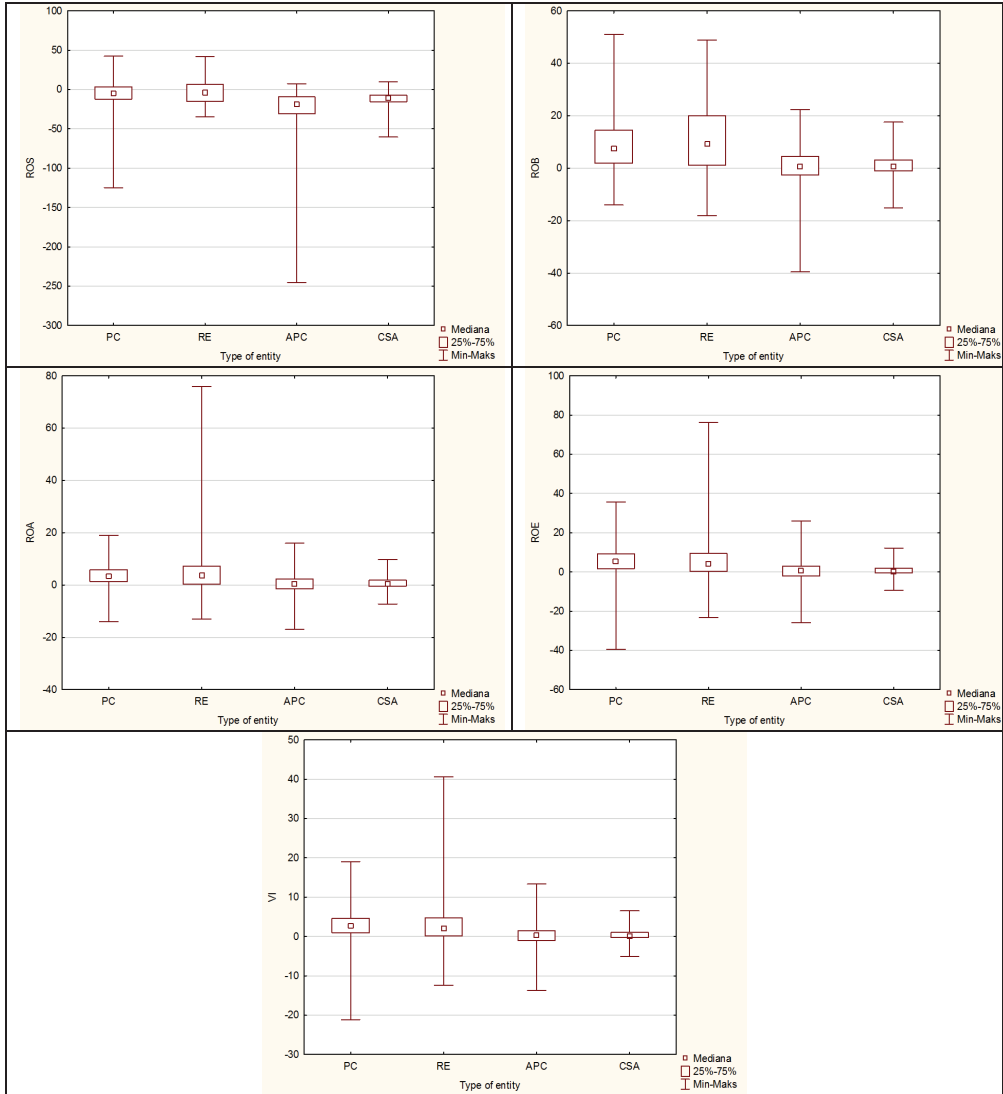 100
50
0
-50
-100
-150
-200
-250
-300
ROS
PC RE APC CSA
Type of entity
Mediana
25%-75%
Min-Maks
60
40
20
0
-20
-40
-60
ROB
PC RE APC CSA
Type of entity
Mediana
25%-75%
Min-Maks
80
60
40
20
0
-20
-40
ROA
PC RE APC CSA
Type of entity
Mediana
25%-75%
Min-Maks
100
80
60
40
20
0
-20
-40
-60
ROE
PC RE APC CSA
Type of entity
Mediana
25%-75%
Min-Maks
50
40
30
20
10
0
-10
-20
-30
VI
PC RE APC CSA
Type of entity
Mediana
25%-75%
Min-Maks